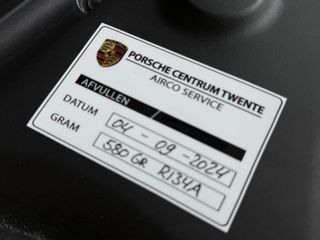 PORSCHE CENTRUM TWENTE
AIRCO SERVICE
AFVULLEN
DATUM 04-09-2024
GRAM 580 GR R134A